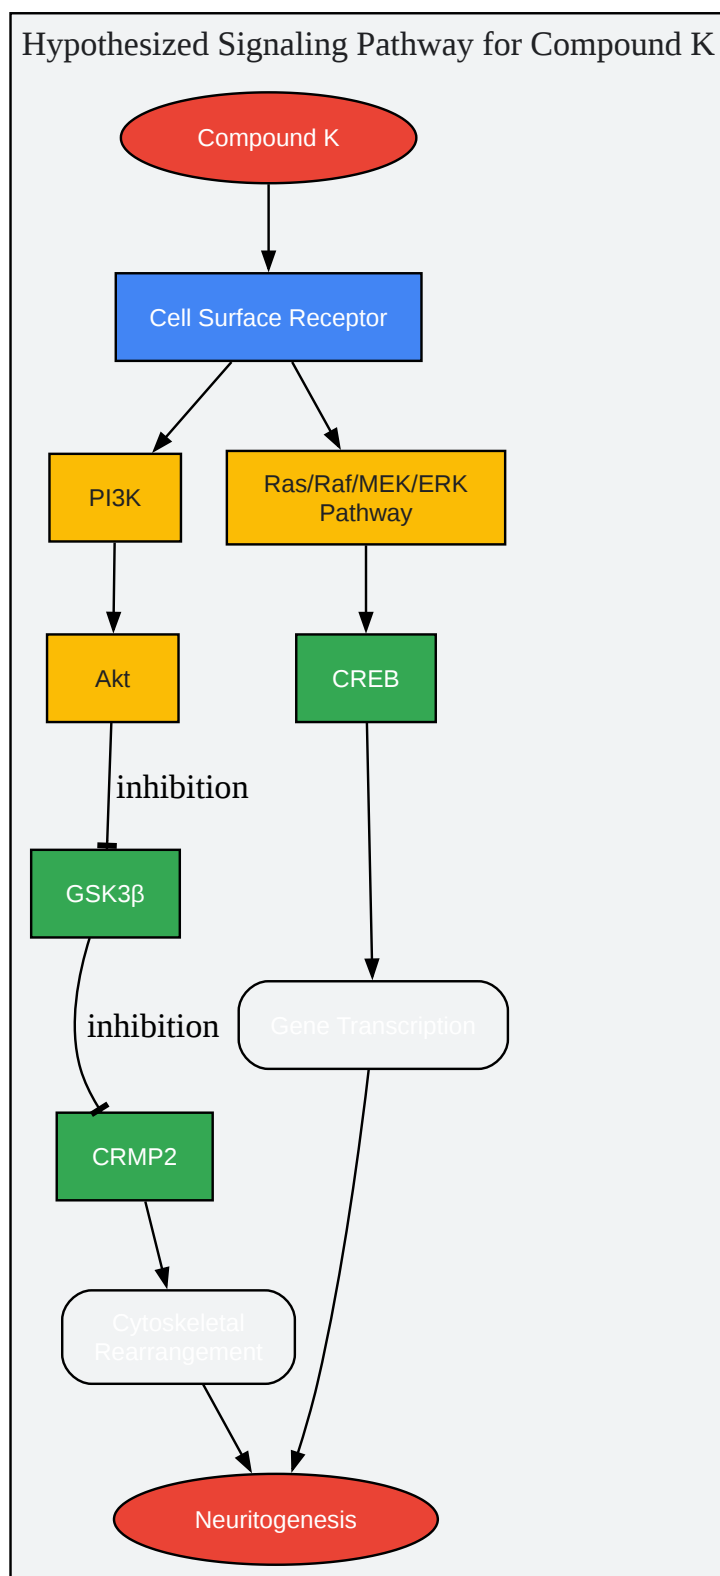 Hypothesized Signaling Pathway for Compound K
Compound K
Cell Surface Receptor
PI3K
Ras/Raf/MEK/ERK
Pathway
Akt
CREB
inhibition
GSK3β
Gene Transcription
inhibition
CRMP2
Cytoskeletal
Rearrangement
Neuritogenesis